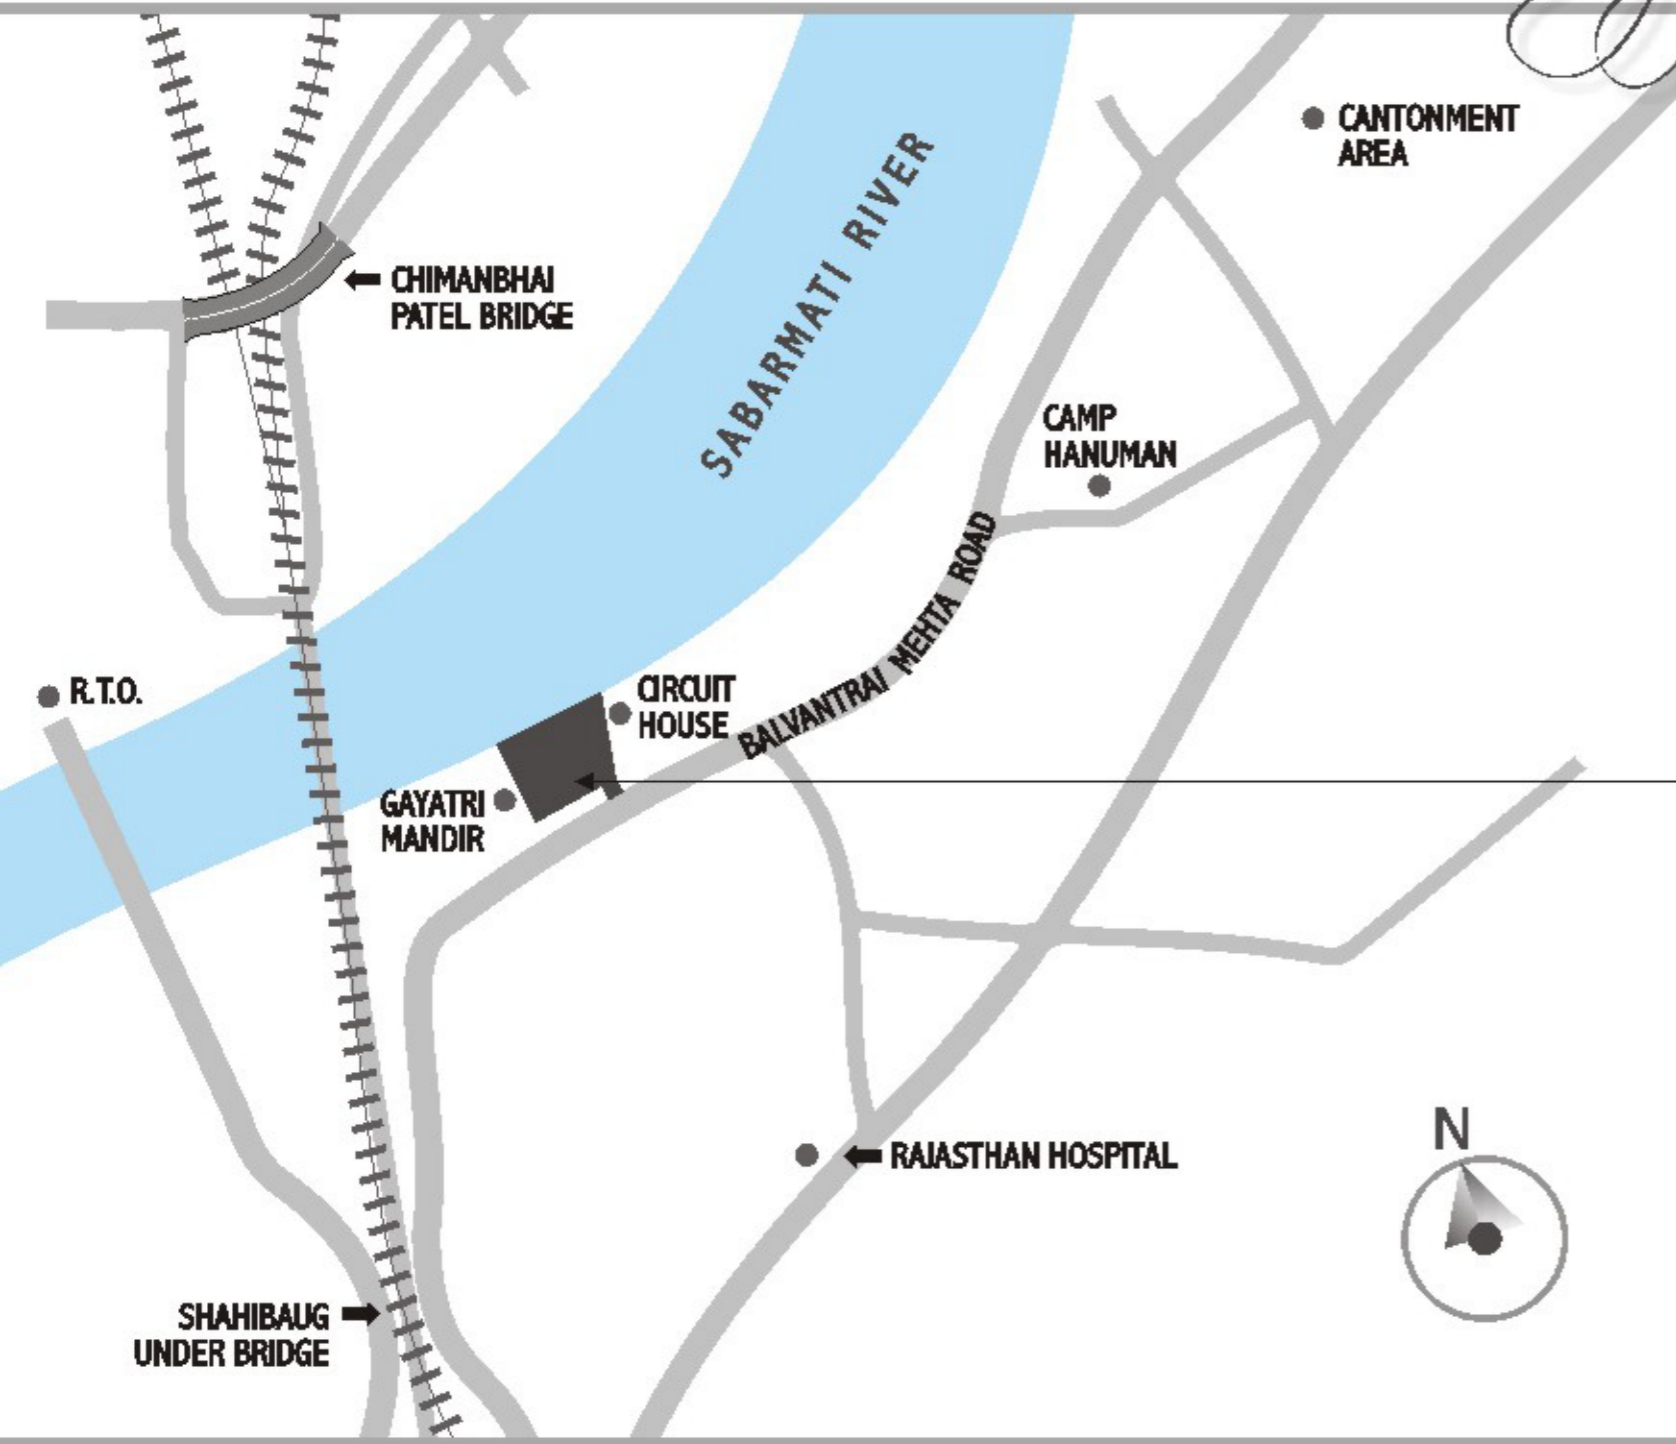 CANTONMENT
AREA
CHIMANBHAI
PATEL BRIDGE
SABARMATI RIVER
CAMP
HANUMAN
BALVANTRAI MEHTA ROAD
R.T.O.
CIRCUIT
HOUSE
GAYATRI
MANDIR
N
RAJASTHAN HOSPITAL
SHAHIBAUG
UNDER BRIDGE